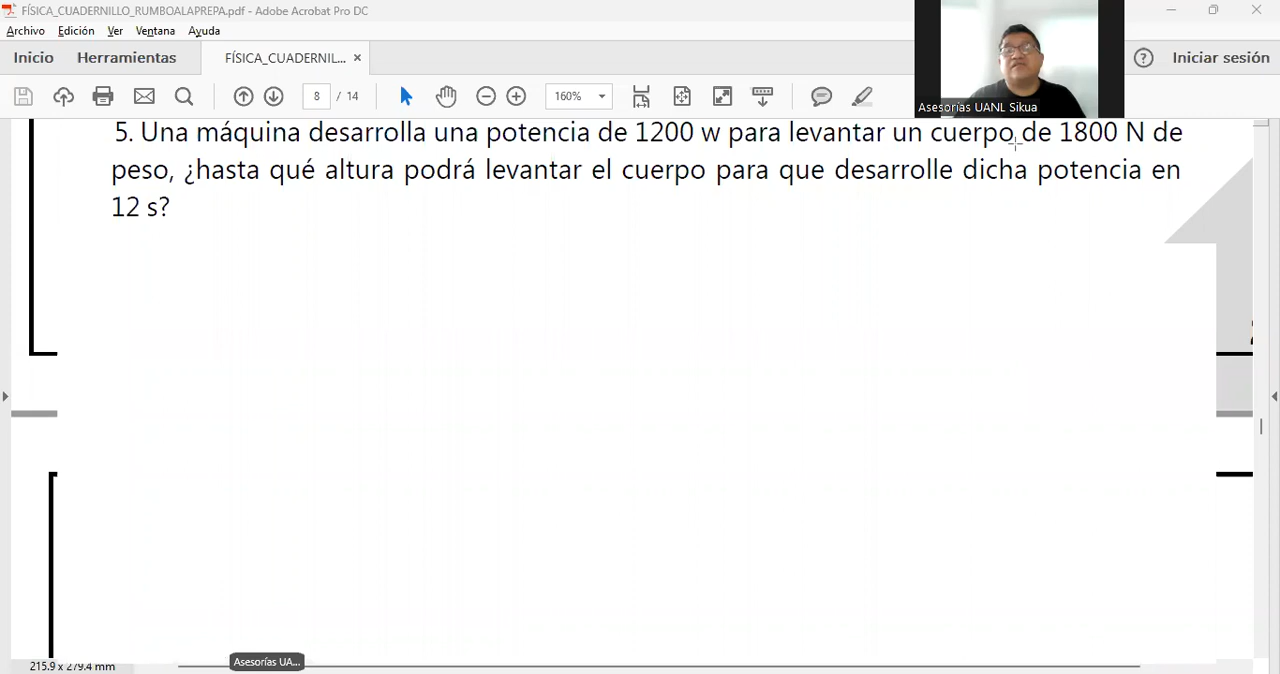 FÍSICA_CUADERNILLO_RUMBOALAPREPA.pdf - Adobe Acrobat Pro DC
Archivo Edición Ver Ventana Ayuda
Inicio Herramientas FÍSICA_CUADERNIL... × Iniciar sesión
8 / 14 160%
Asesorías UANL Sikua
5. Una máquina desarrolla una potencia de 1200 w para levantar un cuerpo de 1800 N de
peso, ¿hasta qué altura podrá levantar el cuerpo para que desarrolle dicha potencia en
12 s?
Asesorías UA...
215.9 x 279.4 mm